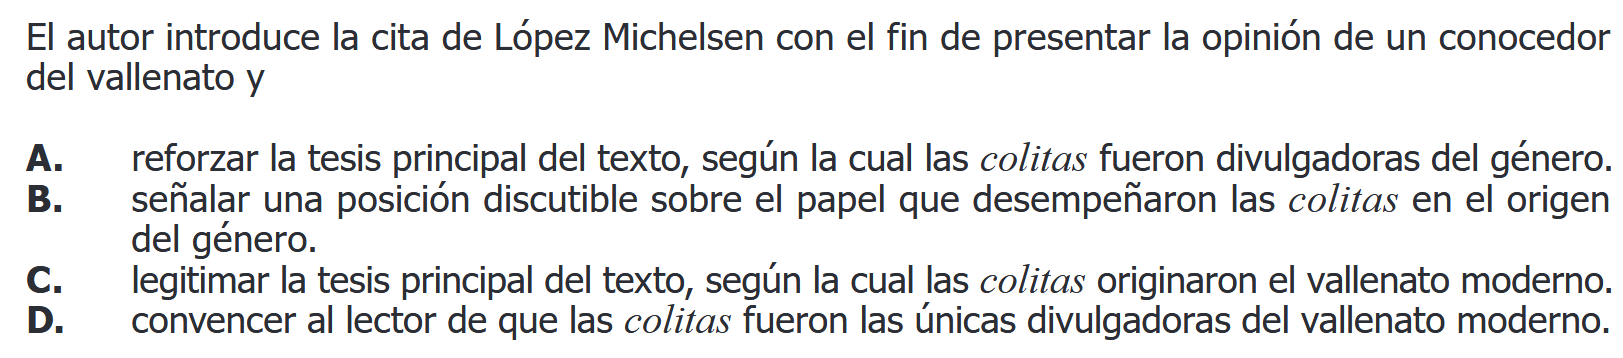 El autor introduce la cita de López Michelsen con el fin de presentar la opinión de un conocedor
del vallenato y
A. reforzar la tesis principal del texto, según la cual las colitas fueron divulgadoras del género.
B. señalar una posición discutible sobre el papel que desempeñaron las colitas en el origen
del género.
C. legitimar la tesis principal del texto, según la cual las colitas originaron el vallenato moderno.
D. convencer al lector de que las colitas fueron las únicas divulgadoras del vallenato moderno.